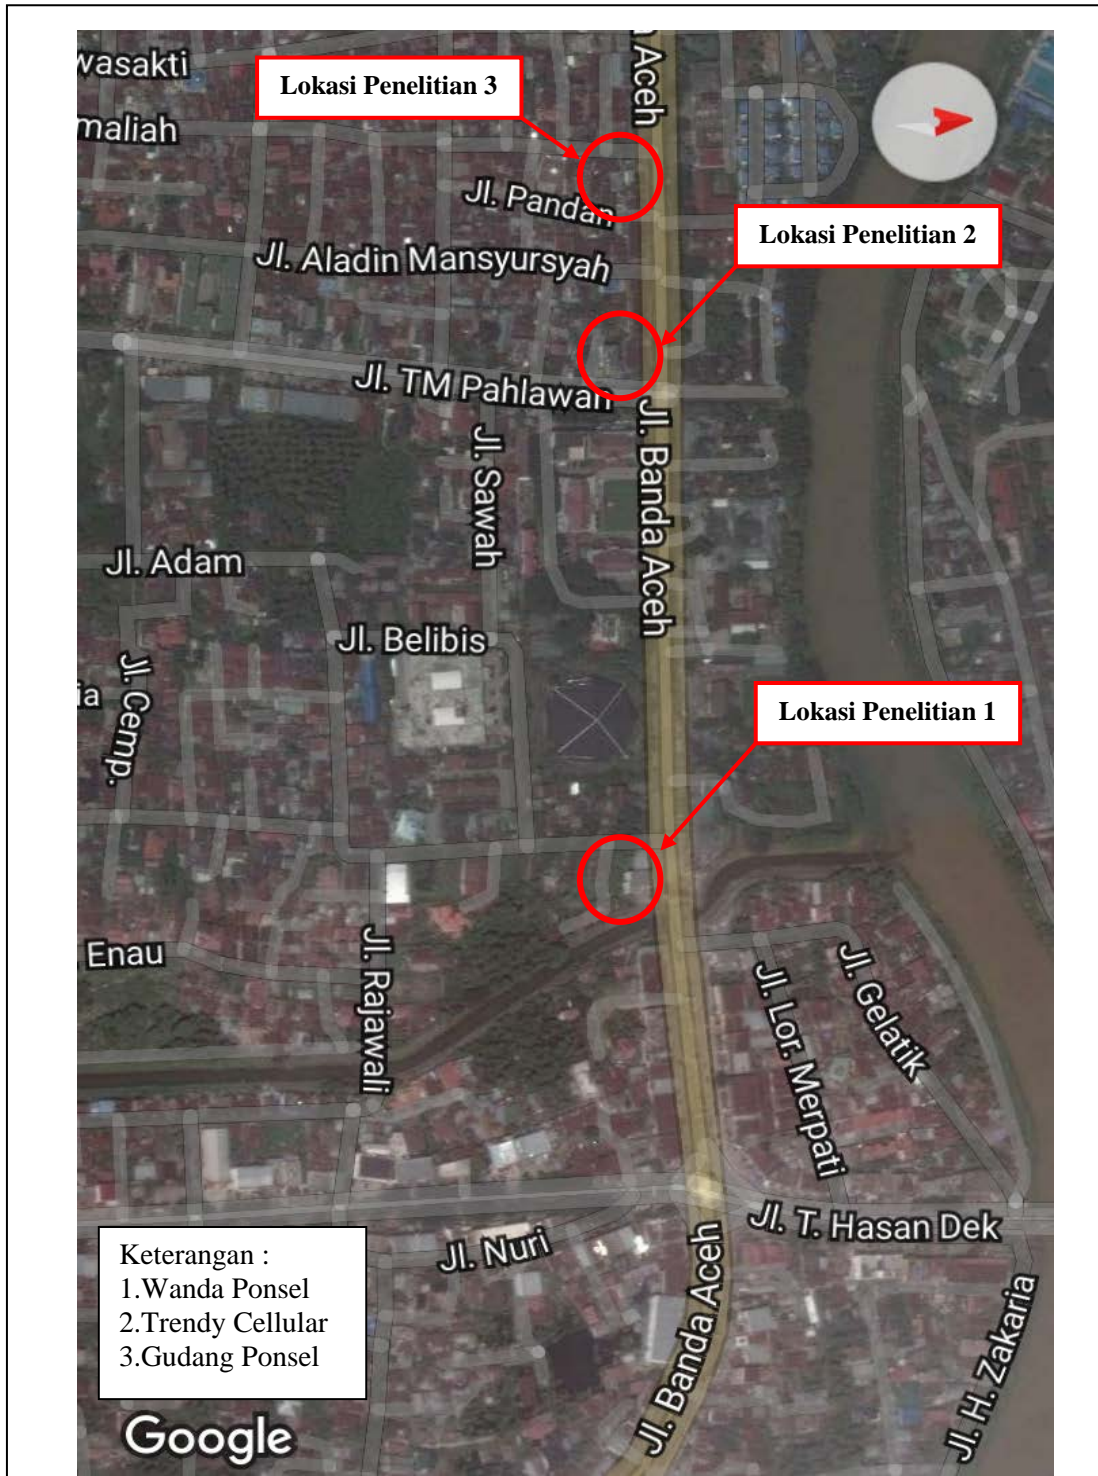 wasakti
n Aceh
Lokasi Penelitian 3
maliah
Jl. Pandan
Lokasi Penelitian 2
Jl. Aladin Mansyursyah
Jl. TM Pahlawan
Jl. Banda Aceh
Jl. Sawah
Jl. Adam
Jl. Belibis
Jl. Cemp.
ia
Lokasi Penelitian 1
Enau
Jl. Rajawali
Jl. Lor. Merpati
Jl. Gelatik
Jl. T. Hasan Dek
Jl. Nuri
Jl. Banda Aceh
Jl. H. Zakaria
Keterangan :
1.Wanda Ponsel
2.Trendy Cellular
3.Gudang Ponsel
Google